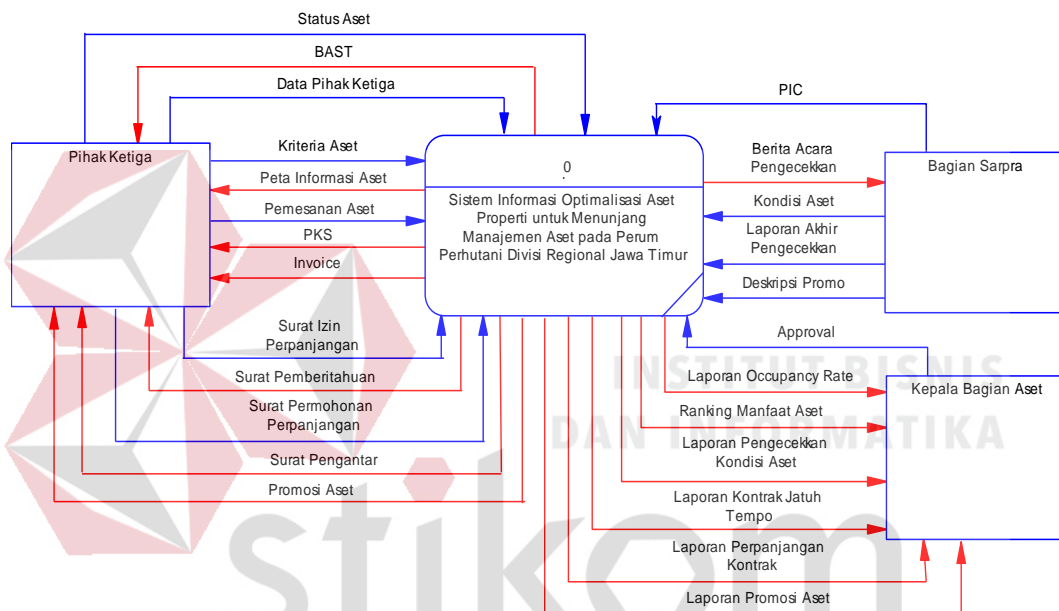 Status Aset
BAST
Data Pihak Ketiga
PIC
Pihak Ketiga
Kriteria Aset
Peta Informasi Aset
Pemesanan Aset
PKS
Invoice
0
Sistem Informasi Optimalisasi Aset
Properti untuk Menunjang
Manajemen Aset pada Perum
Perhutani Divisi Regional Jawa Timur
Berita Acara
Pengecekkan
Kondisi Aset
Laporan Akhir
Pengecekkan
Deskripsi Promo
Bagian Sarpra
Surat Izin
Perpanjangan
Surat Pemberitahuan
Surat Permohonan
Perpanjangan
Surat Pengantar
Promosi Aset
Approval
Laporan Occupancy Rate
Ranking Manfaat Aset
Laporan Pengecekkan
Kondisi Aset
Laporan Kontrak Jatuh
Tempo
Laporan Perpanjangan
Kontrak
Laporan Promosi Aset
Kepala Bagian Aset
INSTITUT BISNIS
DAN INFORMATIKA
stikom